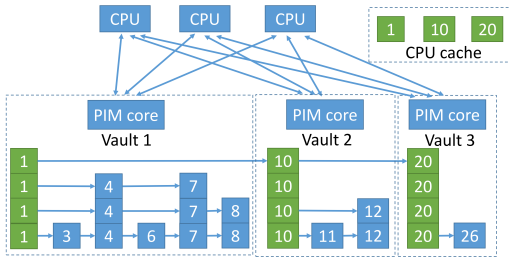 CPU CPU CPU
1 10 20
CPU cache
PIM core PIM core PIM core
Vault 1 Vault 2 Vault 3
1 10 20
1 4 7 10 20
1 4 7 8 10 12 20
1 3 4 6 7 8 10 11 12 20 26